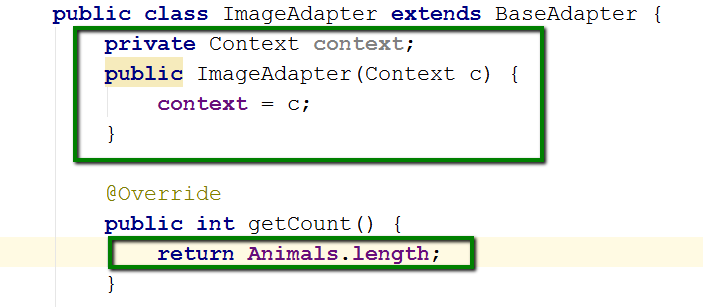 public class ImageAdapter extends BaseAdapter {
private Context context;
public ImageAdapter(Context c) {
context = c;
}
@Override
public int getCount() {
return Animals.length;
}